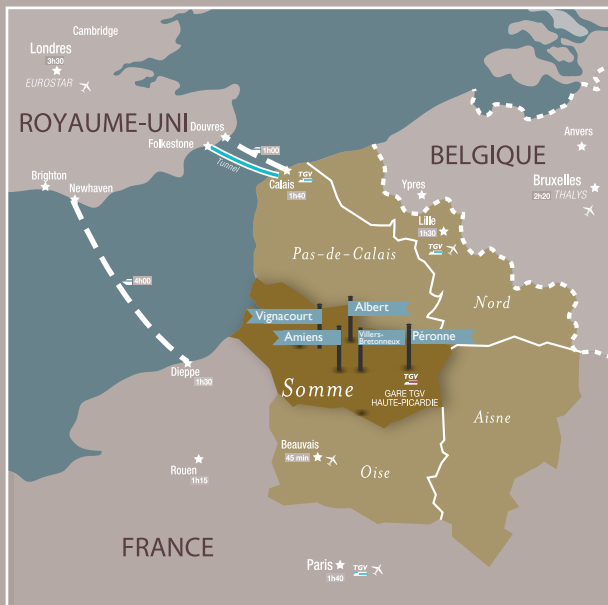 Cambridge
Londres
3h30
EUROSTAR
ROYAUME-UNI
Douvres
Folkestone
1h00
Tunnel
Calais
TGV
1h40
Brighton
Newhaven
4h00
Dieppe
1h30
BELGIQUE
Anvers
Bruxelles
2h20 THALYS
Ypres
Lille
1h30
TGV
Pas-de-Calais
Nord
Vignacourt
Albert
Amiens
Villers-
Bretonneux
Péronne
Somme
TGV
GARE TGV
HAUTE-PICARDIE
Aisne
Beauvais
45 min
Oise
Rouen
1h15
FRANCE
Paris
TGV
1h40